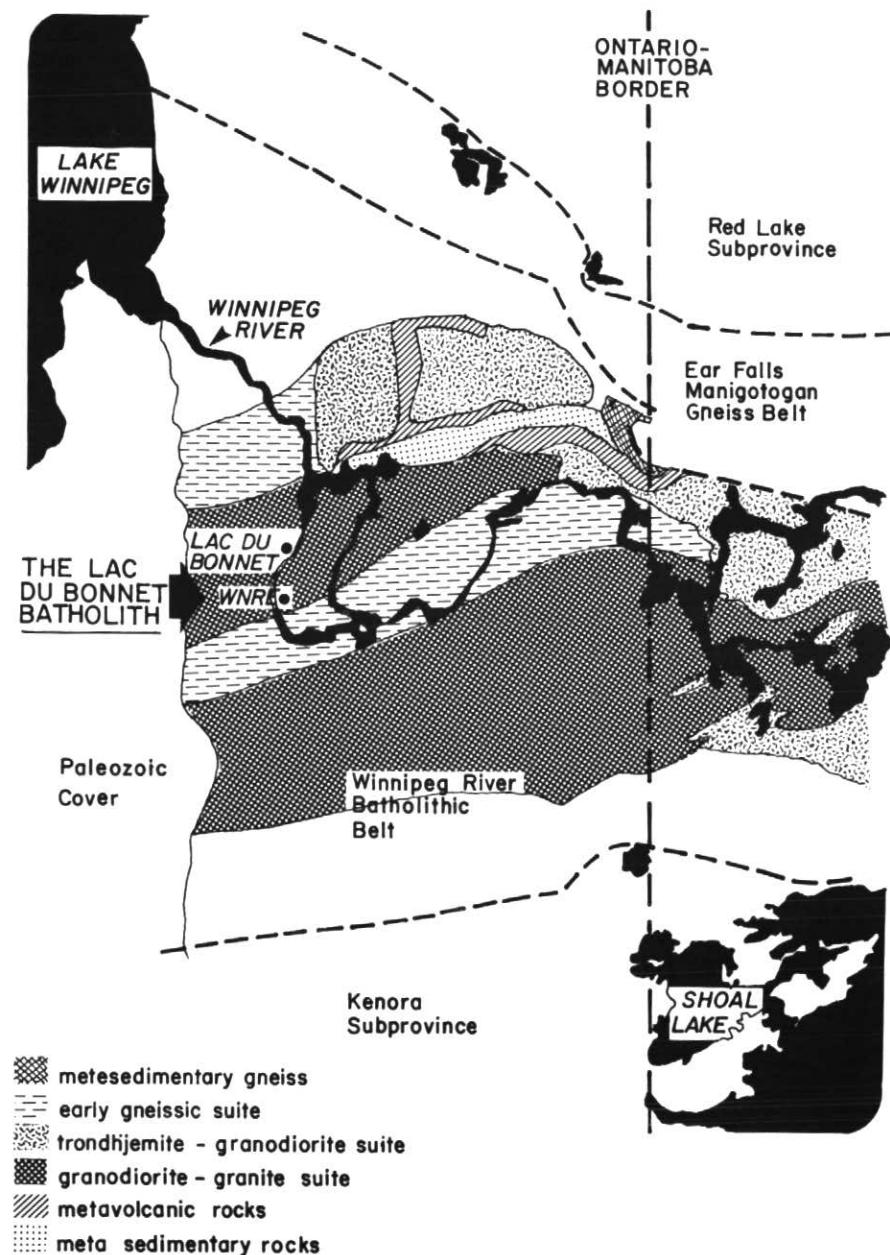 ONTARIO-
MANITOBA
BORDER
LAKE
WINNIPEG
Red Lake
Subprovince
WINNIPEG
RIVER
Ear Falls
Manigotogan
Gneiss Belt
LAC DU
BONNET
THE LAC
DU BONNET
BATHOLITH
WNRE
Paleozoic
Cover
Winnipeg River
Batholithic
Belt
Kenora
Subprovince
SHOAL
LAKE
metesedimentary gneiss
early gneissic suite
trondhjemite - granodiorite suite
granodiorite - granite suite
metavolcanic rocks
meta sedimentary rocks